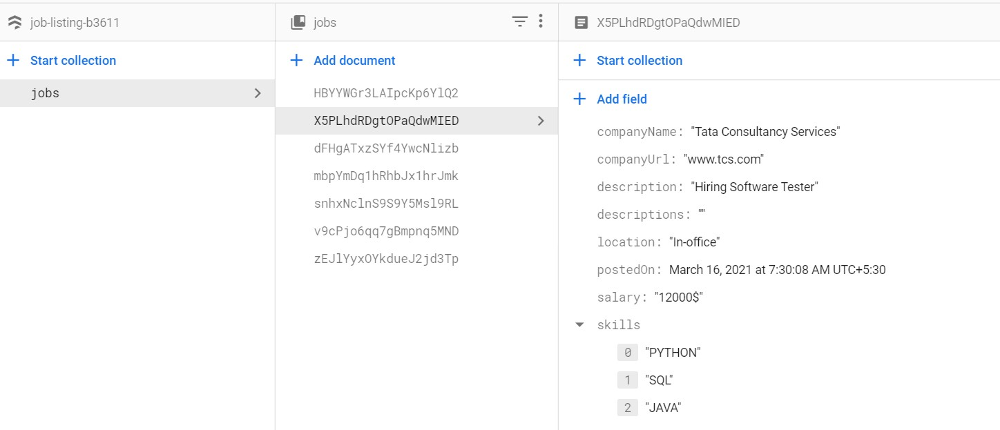 job-listing-b3611
Start collection
jobs
jobs
Add document
HBYYWGr3LAIpcKp6YlQ2
X5PLhdRDgtOPaQdwMIED
dFHgATxzSYf4YwcNlizb
mbpYmDq1hRhbJx1hrJmk
snhxNclnS9S9Y5Msl9RL
v9cPjo6qq7gBmpnq5MND
zEJlYyxOYkdueJ2jd3Tp
X5PLhdRDgtOPaQdwMIED
Start collection
Add field
companyName: "Tata Consultancy Services"
companyUrl: "www.tcs.com"
description: "Hiring Software Tester"
descriptions: ""
location: "In-office"
postedOn: March 16, 2021 at 7:30:08 AM UTC+5:30
salary: "12000$"
skills
0 "PYTHON"
1 "SQL"
2 "JAVA"